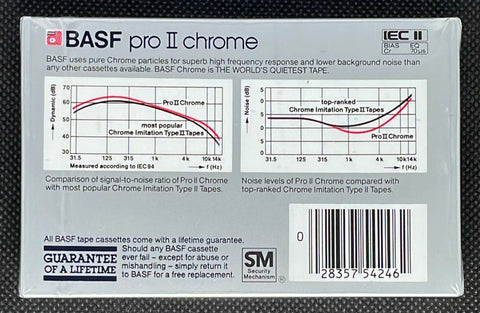 BASF pro II chrome
IEC II
BIAS EQ
Cr 70µs
BASF uses pure Chrome particles for superb high frequency response and lower background noise than
any other cassettes available. BASF Chrome is THE WORLD'S QUIETEST TAPE.
Dynamic (dB)
70
60
50
40
30
Pro II Chrome
most popular
Chrome Imitation Type II Tapes
31.5 125 315 1k 4k 10k 14k
Measured according to IEC94
f (Hz)
Noise (dB)
5
0
5
0
5
top-ranked
Chrome Imitation Type II Tapes
Pro II Chrome
31.5 125 315 1k 4k 10k 14k
f (Hz)
Comparison of signal-to-noise ratio of Pro II Chrome
with most popular Chrome Imitation Type II Tapes.
Noise levels of Pro II Chrome compared with
top-ranked Chrome Imitation Type II Tapes.
All BASF tape cassettes come with a lifetime guarantee.
GUARANTEE
OF A LIFETIME
Should any BASF cassette
ever fail – except for abuse or
mishandling – simply return it
to BASF for a free replacement.
SM
Security
Mechanism
®
0
28357 54246